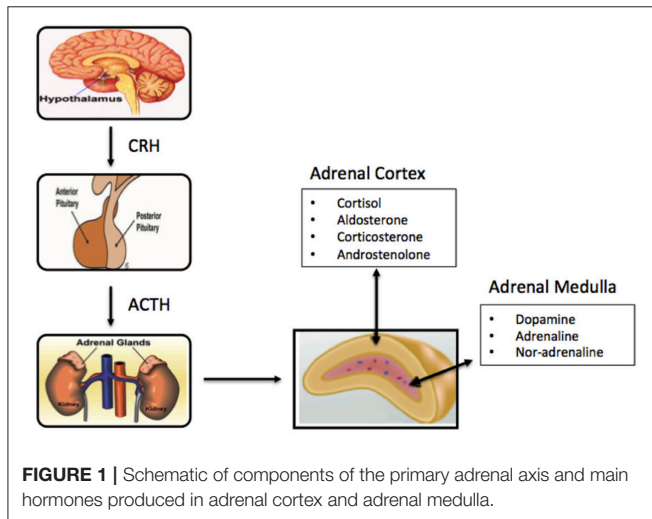 Hypothalamus
CRH
Anterior
Pituitary
Posterior
Pituitary
ACTH
Adrenal Glands
Kidney
Kidney
Adrenal Cortex
• Cortisol
• Aldosterone
• Corticosterone
• Androstenolone
Adrenal Medulla
• Dopamine
• Adrenaline
• Nor-adrenaline
FIGURE 1 | Schematic of components of the primary adrenal axis and main
hormones produced in adrenal cortex and adrenal medulla.